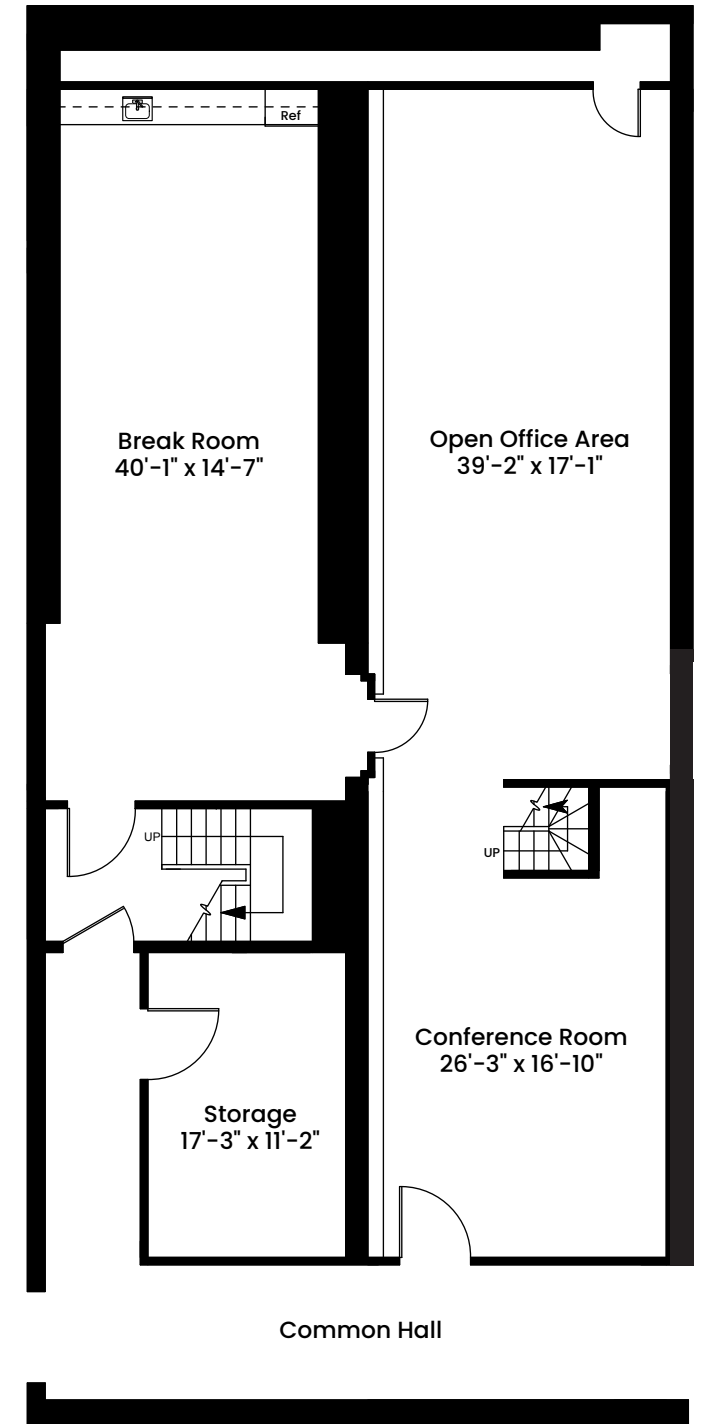 Ref
Break Room
40'-1" x 14'-7"
Open Office Area
39'-2" x 17'-1"
UP
UP
Conference Room
26'-3" x 16'-10"
Storage
17'-3" x 11'-2"
Common Hall